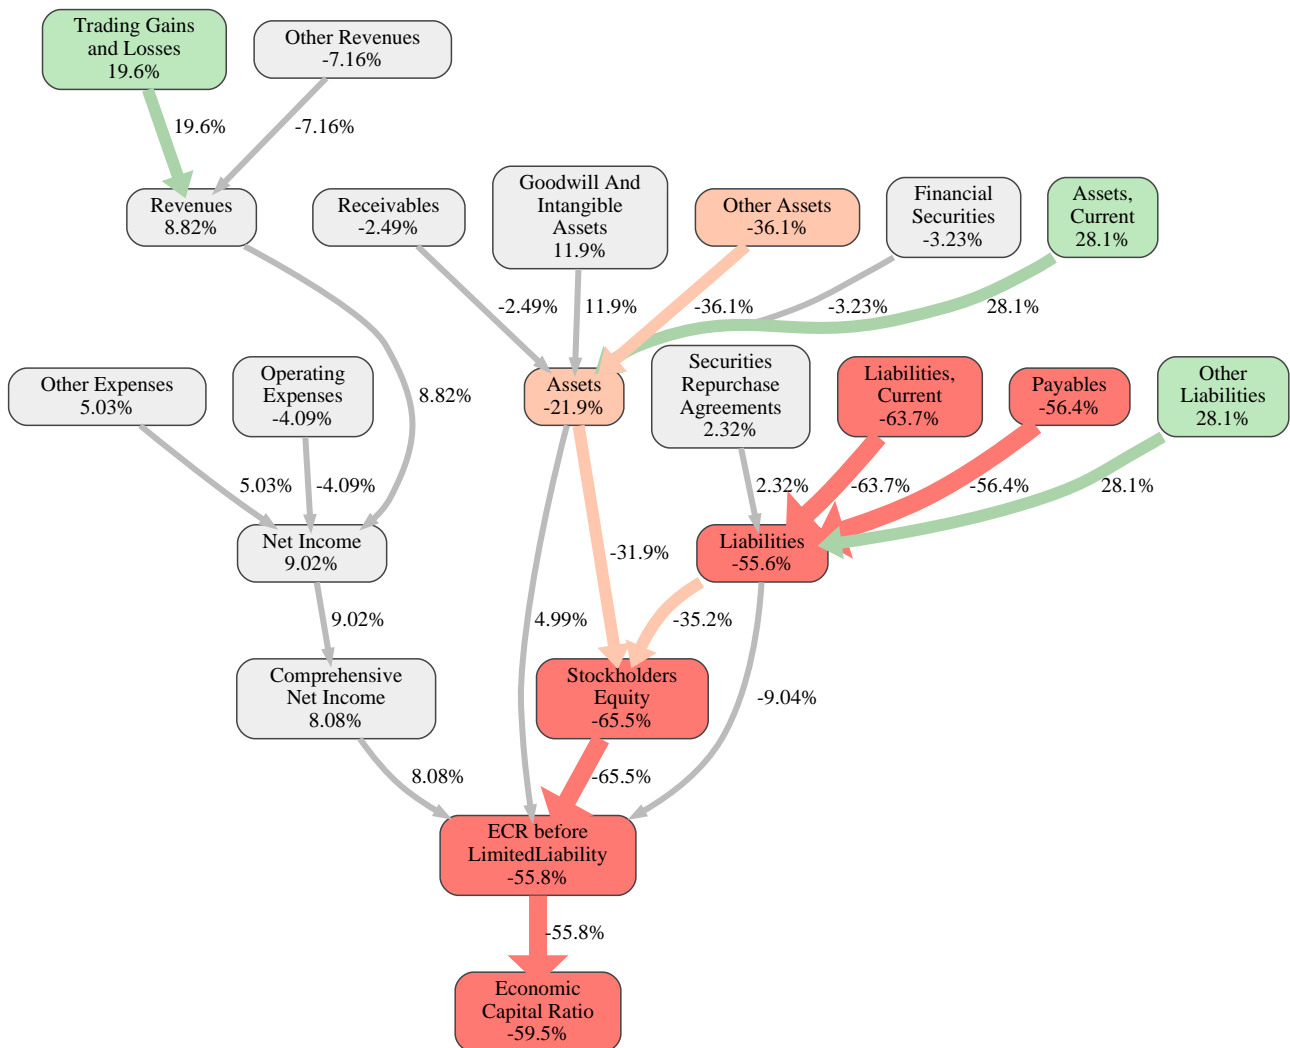 Trading Gains
and Losses
19.6%
Other Revenues
-7.16%
19.6%
-7.16%
Revenues
8.82%
Receivables
-2.49%
Goodwill And
Intangible
Assets
11.9%
Other Assets
-36.1%
Financial
Securities
-3.23%
Assets,
Current
28.1%
-2.49%
11.9%
-36.1%
-3.23%
28.1%
Other Expenses
5.03%
Operating
Expenses
-4.09%
8.82%
Assets
-21.9%
Securities
Repurchase
Agreements
2.32%
Liabilities,
Current
-63.7%
Payables
-56.4%
Other
Liabilities
28.1%
5.03%
-4.09%
2.32%
-63.7%
-56.4%
28.1%
Net Income
9.02%
-31.9%
Liabilities
-55.6%
9.02%
4.99%
-35.2%
Comprehensive
Net Income
8.08%
Stockholders
Equity
-65.5%
-9.04%
8.08%
-65.5%
ECR before
LimitedLiability
-55.8%
-55.8%
Economic
Capital Ratio
-59.5%